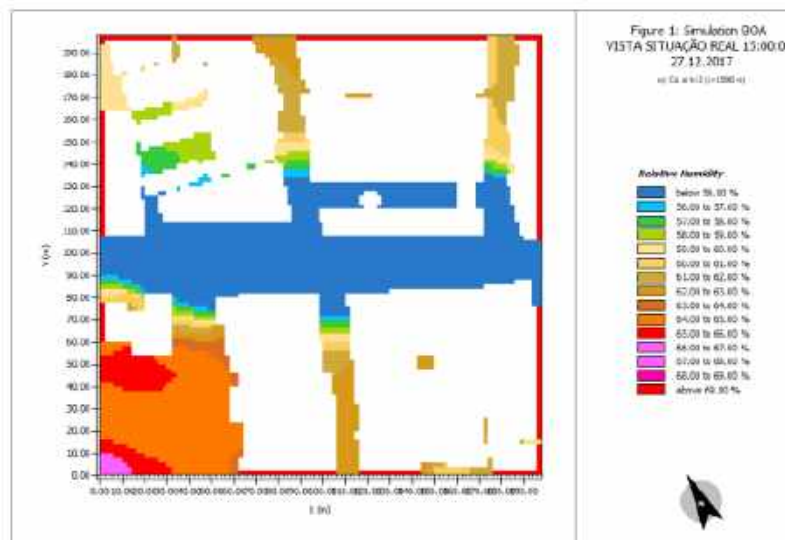 Figure 1: Simulation BOA
VISTA SITUAÇÃO REAL 15:00:0
27.12.2017
Relative Humidity
below 56.00 %
56.00 to 57.00 %
57.00 to 58.00 %
58.00 to 59.00 %
59.00 to 60.00 %
60.00 to 61.00 %
61.00 to 62.00 %
62.00 to 63.00 %
63.00 to 64.00 %
64.00 to 65.00 %
65.00 to 66.00 %
66.00 to 67.00 %
67.00 to 68.00 %
68.00 to 69.00 %
above 69.00 %
Y (m)
190.00
180.00
170.00
160.00
150.00
140.00
130.00
120.00
110.00
100.00
90.00
80.00
70.00
60.00
50.00
40.00
30.00
20.00
10.00
0.00
X (m)